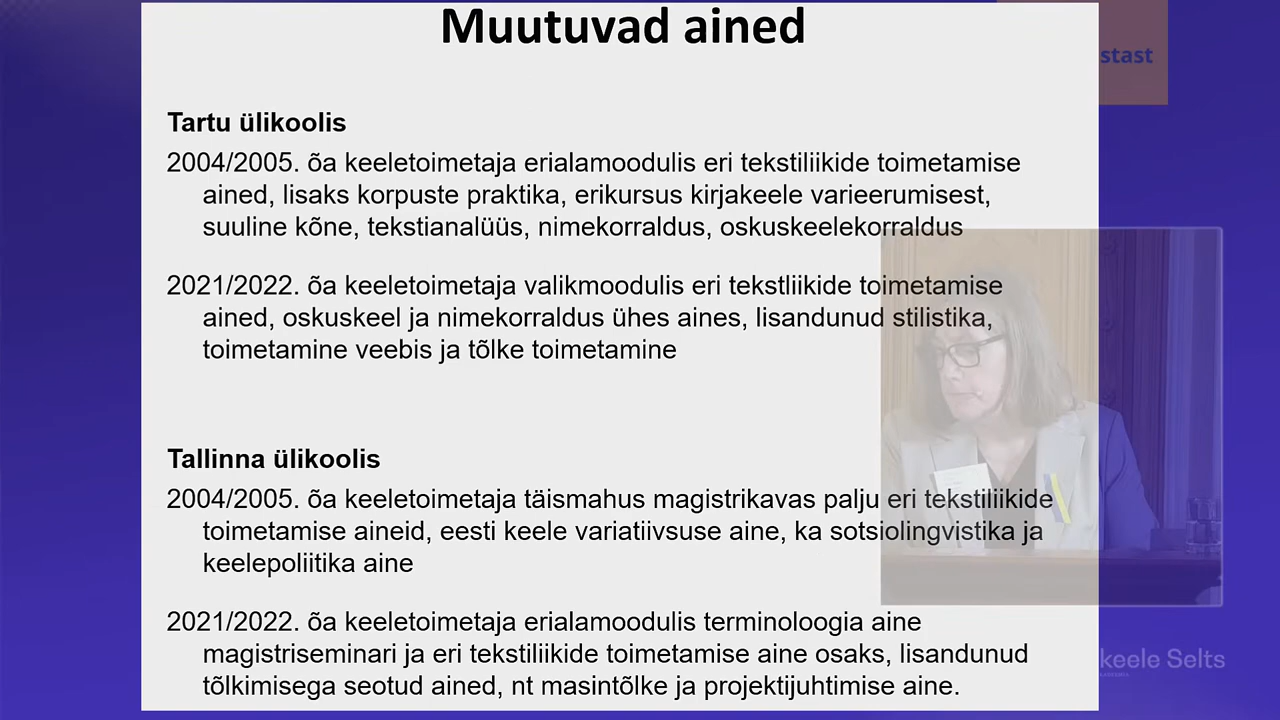 Muutuvad ained
stast
Tartu ülikoolis
2004/2005. õa keeletoimetaja erialamoodulis eri tekstiliikide toimetamise
ained, lisaks korpuste praktika, erikursus kirjakeele varieerumisest,
suuline kõne, tekstianalüüs, nimekorraldus, oskuskeelekorraldus
2021/2022. õa keeletoimetaja valikmoodulis eri tekstliikide toimetamise
ained, oskuskeel ja nimekorraldus ühes aines, lisandunud stilistika,
toimetamine veebis ja tõlke toimetamine
Tallinna ülikoolis
2004/2005. õa keeletoimetaja täismahus magistrikavas palju eri tekstiliikide
toimetamise aineid, eesti keele variatiivsuse aine, ka sotsiolingvistika ja
keelepoliitika aine
2021/2022. õa keeletoimetaja erialamoodulis terminoloogia aine
magistriseminari ja eri tekstiliikide toimetamise aine osaks, lisandunud
tõlkimisega seotud ained, nt masintõlke ja projektijuhtimise aine.
keele Selts